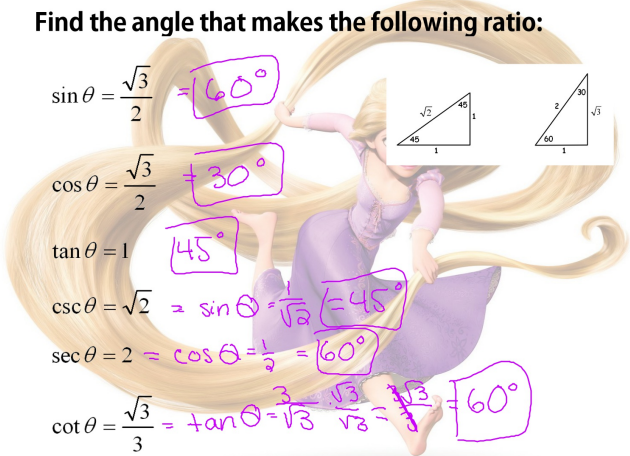 Find the angle that makes the following ratio:
sin θ = √3/2 = 60°
cos θ = √3/2 = 30°
tan θ = 1 45°
csc θ = √2 = sin θ = 1/√2 = 45°
sec θ = 2 = cos θ = 1/2 = 60°
cot θ = √3/3 = tan θ = 3/√3 · √3/√3 = 3√3/3 = 60°
√2 45 1
45
1
30
2 √3
60
1